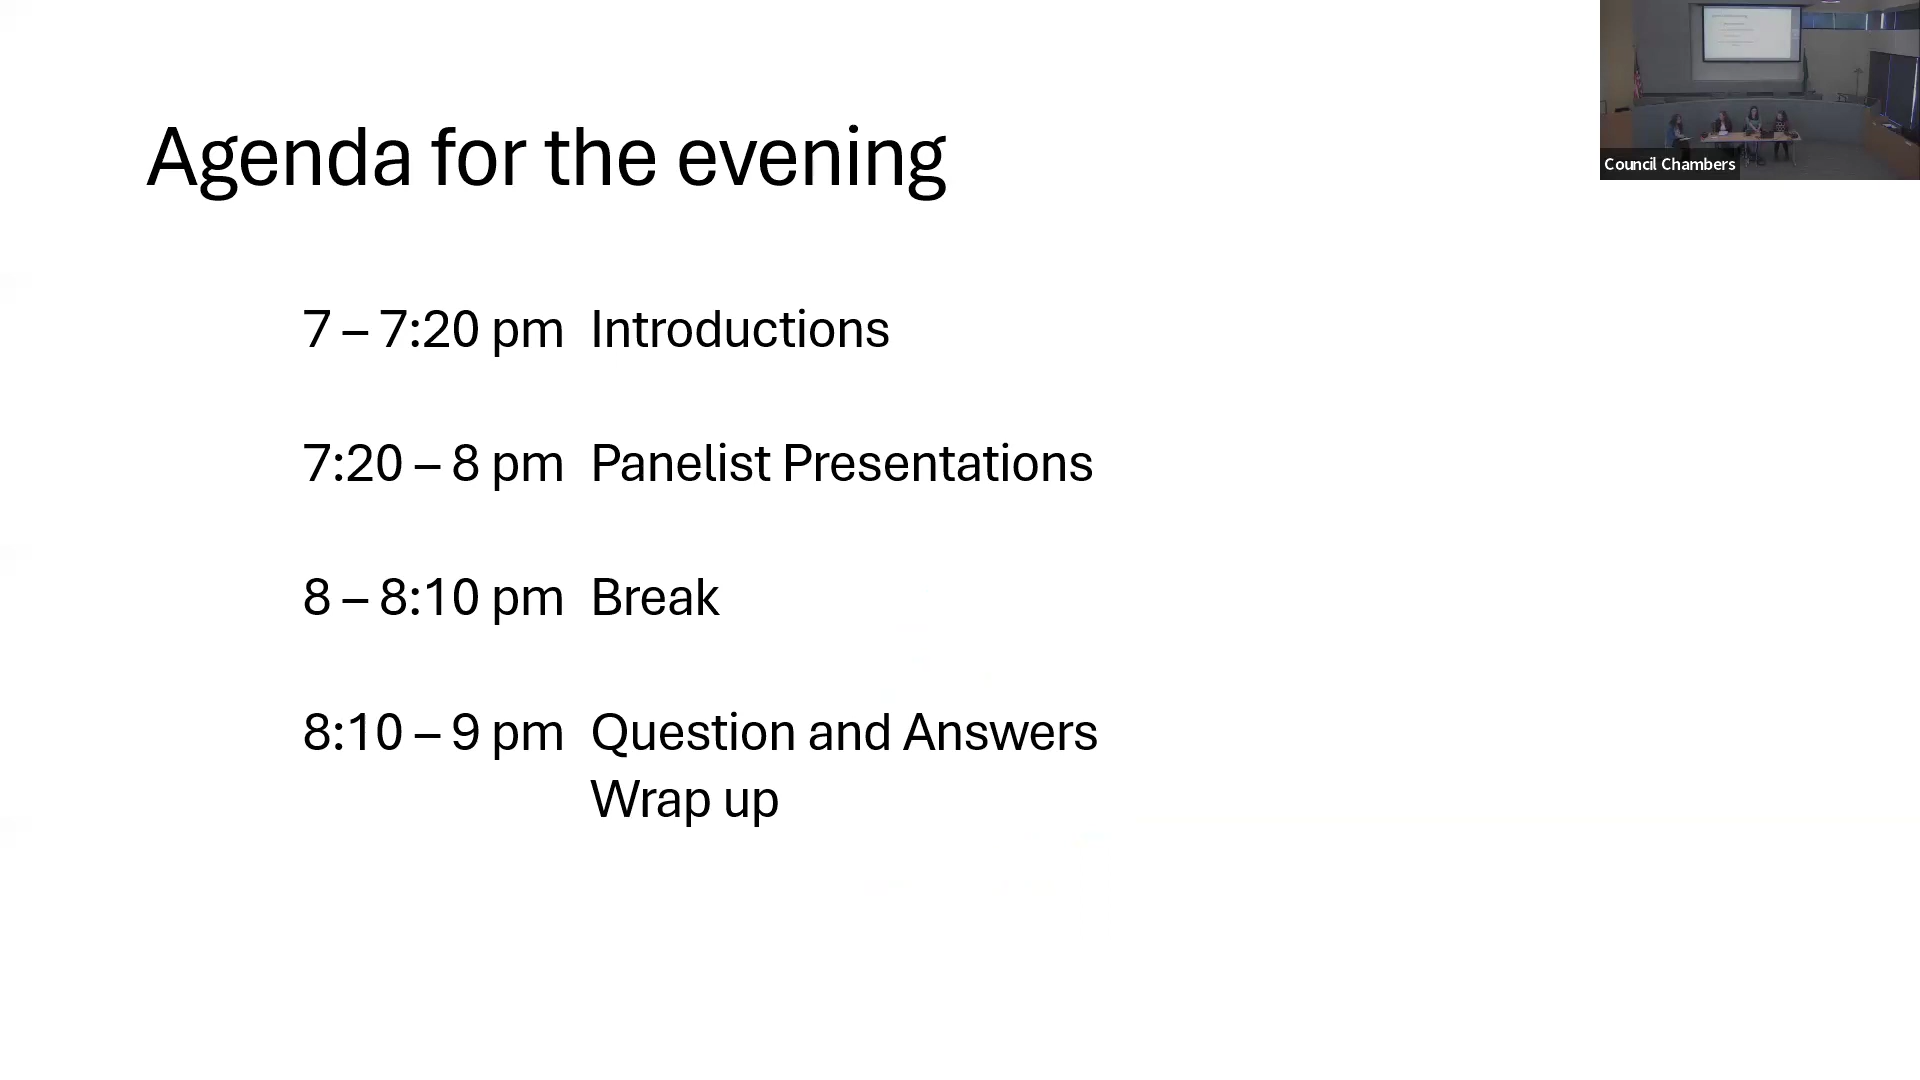 Agenda for the evening
7 – 7:20 pm Introductions
7:20 – 8 pm Panelist Presentations
8 – 8:10 pm Break
8:10 – 9 pm Question and Answers
Wrap up
Council Chambers